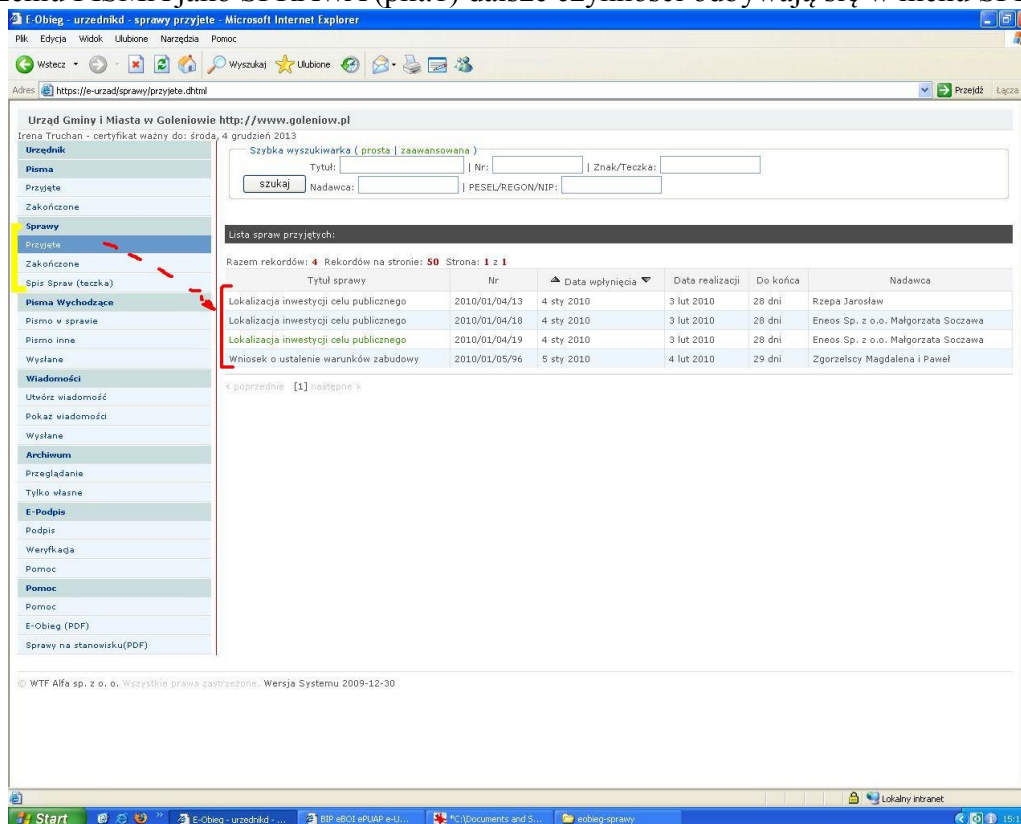 PISMA jako SPRAWA (pkt.1) dalsze czynności odbywają się w menu
E-Obieg - urzednikd - sprawy przyjete - Microsoft Internet Explorer
Plik Edycja Widok Ulubione Narzędzia Pomoc
Wstecz Wyszukaj Ulubione
Adres https://e-urzad/sprawy/przyjete.dhtml Przejdź Łącza
Urząd Gminy i Miasta w Goleniowie http://www.goleniow.pl
Irena Truchan - certyfikat ważny do: środa, 4 grudzień 2013
Urzędnik
Pisma
Przyjęte
Zakończone
Sprawy
Przyjęte
Zakończone
Spis Spraw (teczka)
Pisma Wychodzące
Pismo w sprawie
Pismo inne
Wysłane
Wiadomości
Utwórz wiadomość
Pokaż wiadomości
Wysłane
Archiwum
Przeglądanie
Tylko własne
E-Podpis
Podpis
Weryfikacja
Pomoc
Pomoc
Pomoc
E-Obieg (PDF)
Sprawy na stanowisku(PDF)
Szybka wyszukiwarka ( prosta | zaawansowana )
Tytuł: | Nr: | Znak/Teczka:
szukaj Nadawca: | PESEL/REGON/NIP:
Lista spraw przyjętych:
Razem rekordów: 4 Rekordów na stronie: 50 Strona: 1 z 1
Tytuł sprawy Nr Data wpłynięcia Data realizacji Do końca Nadawca
Lokalizacja inwestycji celu publicznego 2010/01/04/13 4 sty 2010 3 lut 2010 28 dni Rzepa Jarosław
Lokalizacja inwestycji celu publicznego 2010/01/04/18 4 sty 2010 3 lut 2010 28 dni Eneos Sp. z o.o. Małgorzata Soczawa
Lokalizacja inwestycji celu publicznego 2010/01/04/19 4 sty 2010 3 lut 2010 28 dni Eneos Sp. z o.o. Małgorzata Soczawa
Wniosek o ustalenie warunków zabudowy 2010/01/05/96 5 sty 2010 4 lut 2010 29 dni Zgorzelscy Magdalena i Paweł
« poprzednie [1] następne »
© WTF Alfa sp. z o. o. Wszystkie prawa zastrzeżone. Wersja Systemu 2009-12-30
Lokalny intranet
Start E-Obieg - urzednikd - ... BIP eBOI ePUAP e-U... *C:\Documents and S... eobieg-sprawy